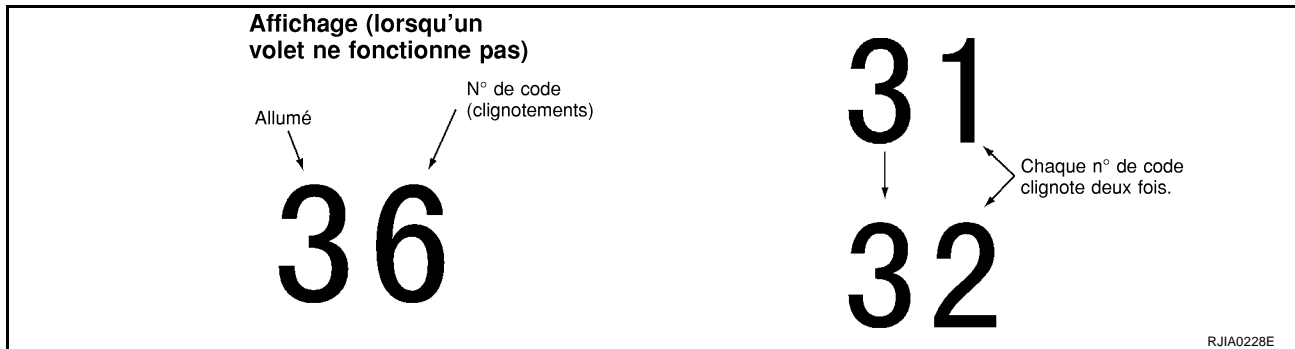 Affichage (lorsqu'un
volet ne fonctionne pas)
N° de code
(clignotements)
Allumé
36
31
Chaque n° de code
clignote deux fois.
32
RJIA0228E